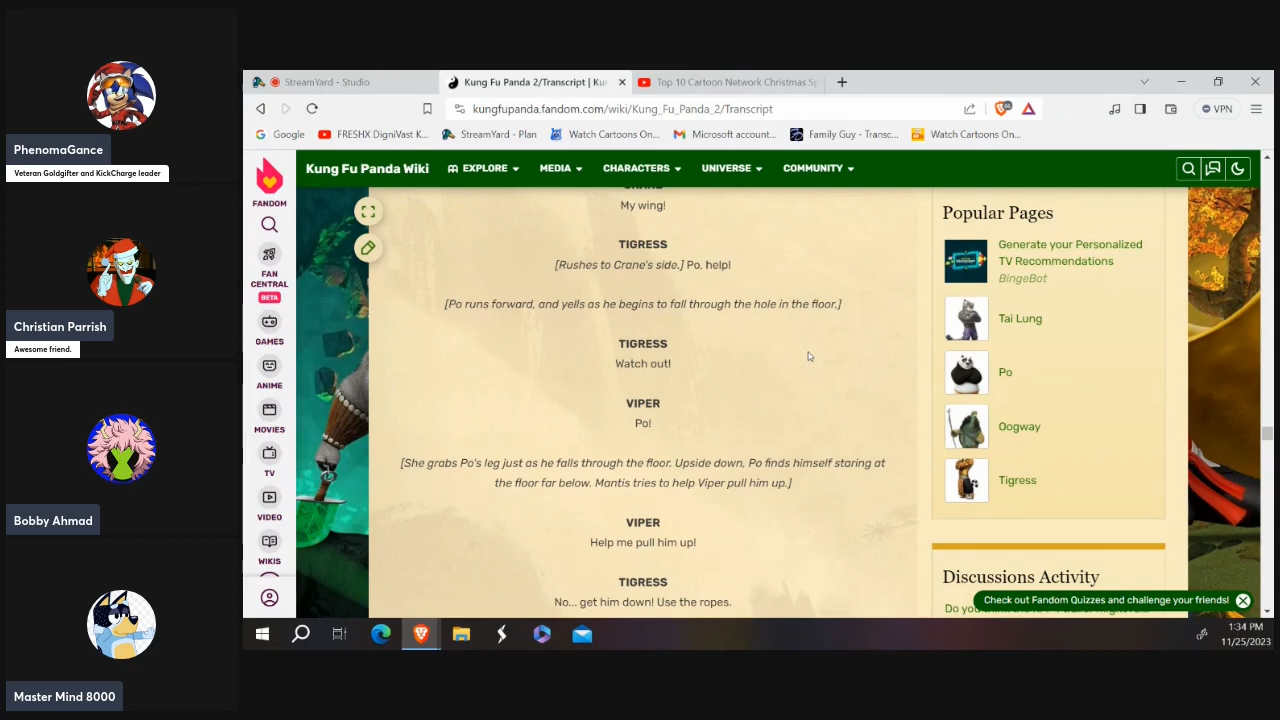 PhenomaGance
Veteran Goldgifter and KickCharge leader
Christian Parrish
Awesome friend.
Bobby Ahmad
Master Mind 8000
StreamYard - Studio
Kung Fu Panda 2/Transcript | Ku
Top 10 Cartoon Network Christmas Sp
kungfupanda.fandom.com/wiki/Kung_Fu_Panda_2/Transcript
VPN
Google
FRESHX DigniVast K...
StreamYard - Plan
Watch Cartoons On...
Microsoft account...
Family Guy - Transc...
Watch Cartoons On...
FANDOM
FAN
CENTRAL
BETA
GAMES
ANIME
MOVIES
TV
VIDEO
WIKIS
Kung Fu Panda Wiki
EXPLORE
MEDIA
CHARACTERS
UNIVERSE
COMMUNITY
CRANE
My wing!
TIGRESS
[Rushes to Crane's side.] Po, help!
[Po runs forward, and yells as he begins to fall through the hole in the floor.]
TIGRESS
Watch out!
VIPER
Po!
[She grabs Po's leg just as he falls through the floor. Upside down, Po finds himself staring at
the floor far below. Mantis tries to help Viper pull him up.]
VIPER
Help me pull him up!
TIGRESS
No... get him down! Use the ropes.
Popular Pages
Generate your Personalized
TV Recommendations
BingeBot
Tai Lung
Po
Oogway
Tigress
Discussions Activity
Check out Fandom Quizzes and challenge your friends!
1:34 PM
11/25/2023